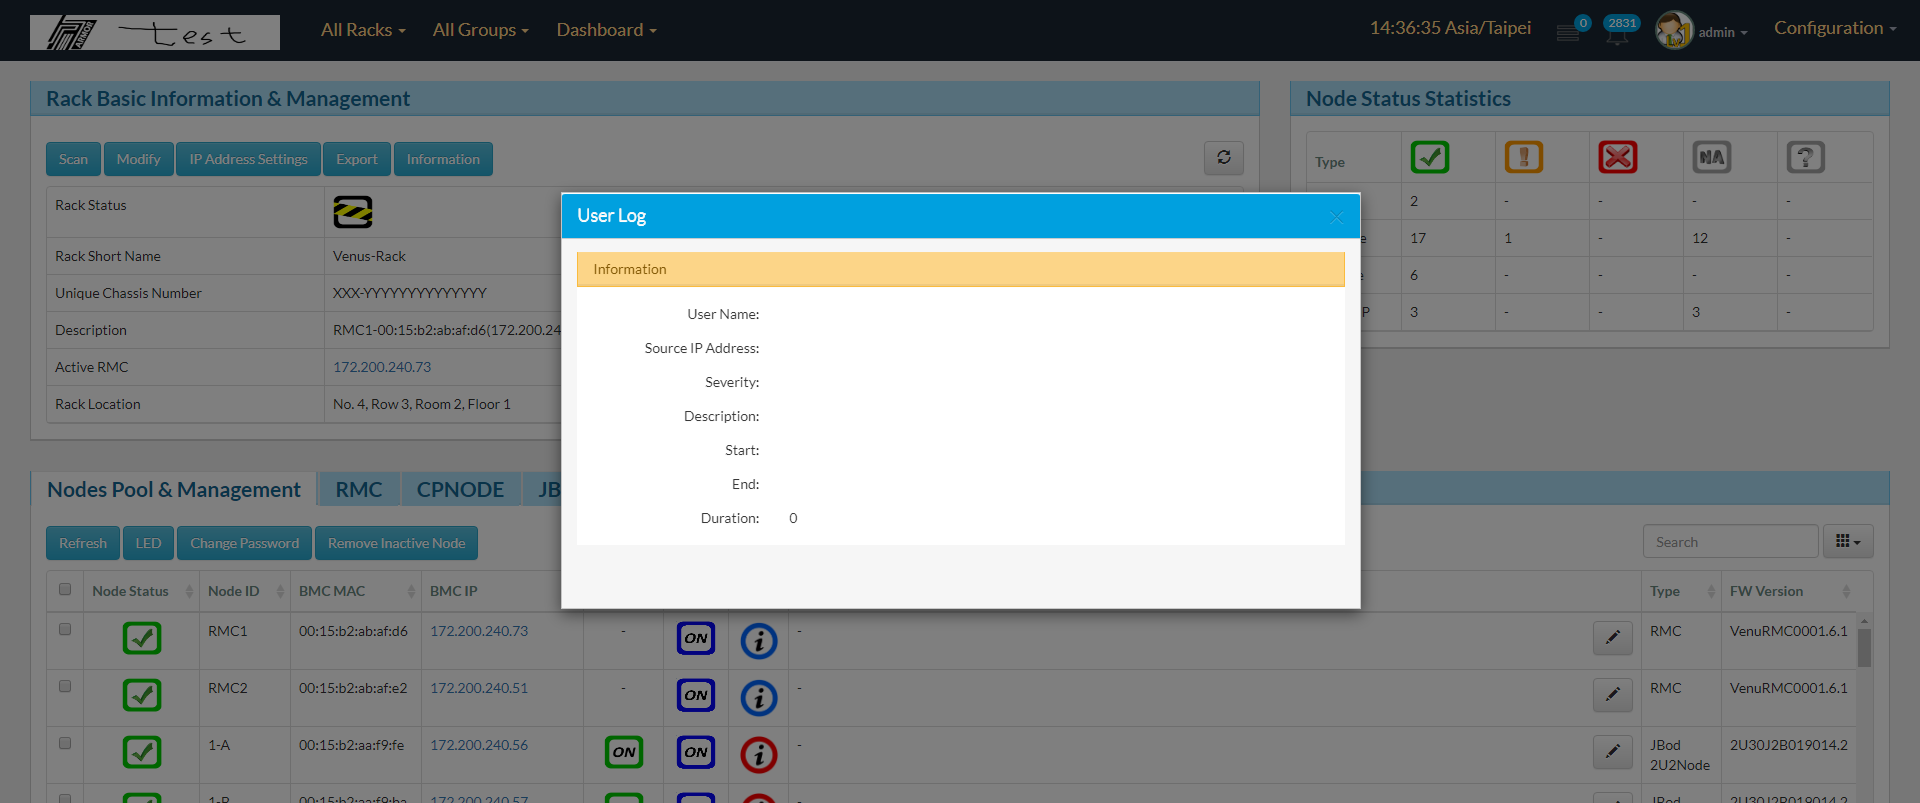 ARMOR test All Racks All Groups Dashboard 14:36:35 Asia/Taipei 0 2831 admin Configuration
Rack Basic Information & Management
Scan Modify IP Address Settings Export Information
Rack Status
Rack Short Name Venus-Rack
Unique Chassis Number XXX-YYYYYYYYYYYYYY
Description RMC1-00:15:b2:ab:af:d6(172.200.24
Active RMC 172.200.240.73
Rack Location No. 4, Row 3, Room 2, Floor 1
Node Status Statistics
Type NA ?
2 - - - -
e 17 1 - 12 -
6 - - - -
P 3 - - 3 -
User Log ×
Information
User Name:
Source IP Address:
Severity:
Description:
Start:
End:
Duration: 0
Nodes Pool & Management RMC CPNODE JB
Refresh LED Change Password Remove Inactive Node Search
Node Status Node ID BMC MAC BMC IP Type FW Version
RMC1 00:15:b2:ab:af:d6 172.200.240.73 - ON i - RMC VenuRMC0001.6.1
RMC2 00:15:b2:ab:af:e2 172.200.240.51 - ON i - RMC VenuRMC0001.6.1
1-A 00:15:b2:aa:f9:fe 172.200.240.56 ON ON i - JBod 2U30J2B019014.2
2U2Node
1-B 00:15:b2:aa:f9:ba 172.200.240.57 JBod 2U30J2B019014.2